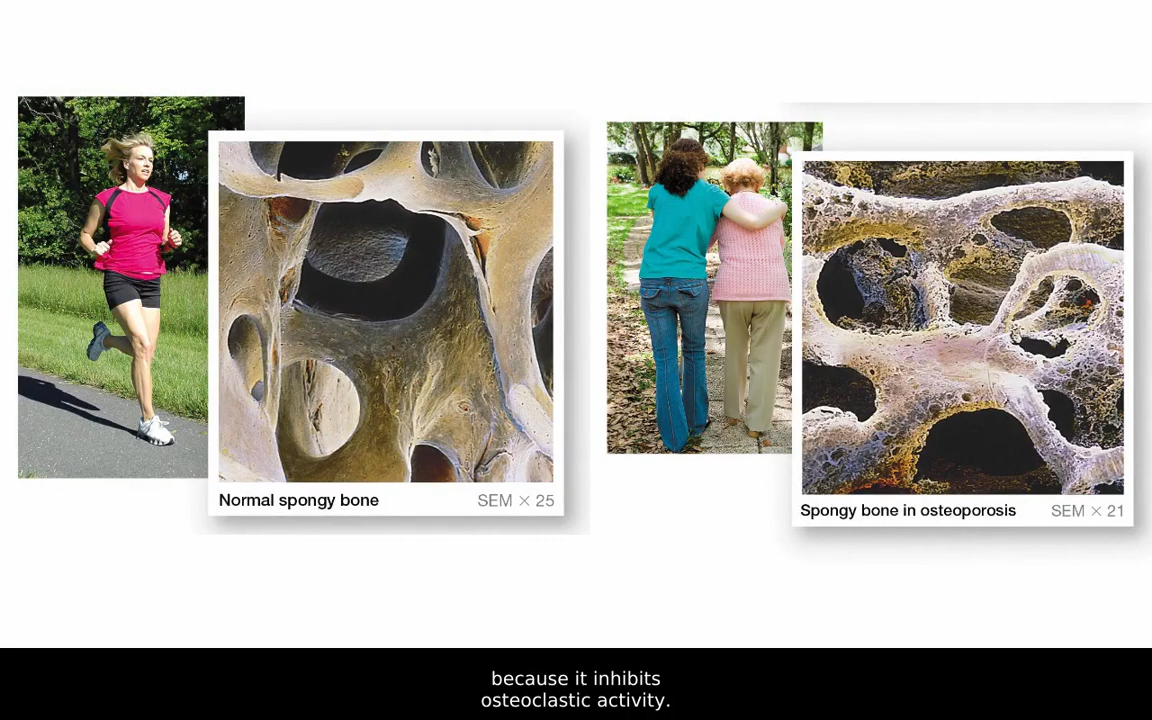 Normal spongy bone SEM × 25
Spongy bone in osteoporosis SEM × 21
because it inhibits
osteoclastic activity.